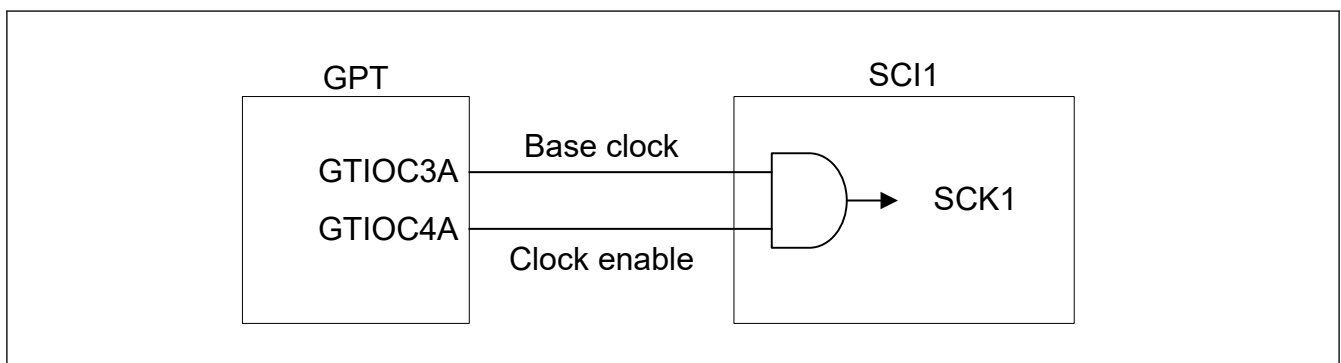 GPT
SCI1
GTIOC3A
Base clock
SCK1
GTIOC4A
Clock enable